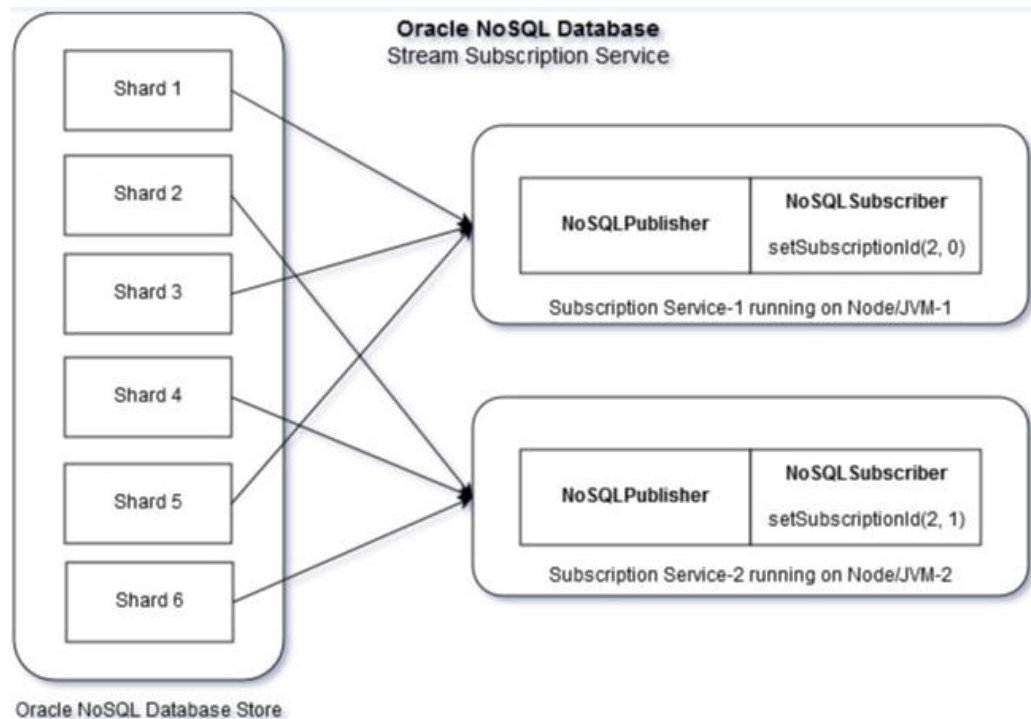 Oracle NoSQL Database
Stream Subscription Service
Shard 1
Shard 2
Shard 3
Shard 4
Shard 5
Shard 6
Oracle NoSQL Database Store
NoSQLPublisher
NoSQLSubscriber
setSubscriptionId(2, 0)
Subscription Service-1 running on Node/JVM-1
NoSQLPublisher
NoSQLSubscriber
setSubscriptionId(2, 1)
Subscription Service-2 running on Node/JVM-2